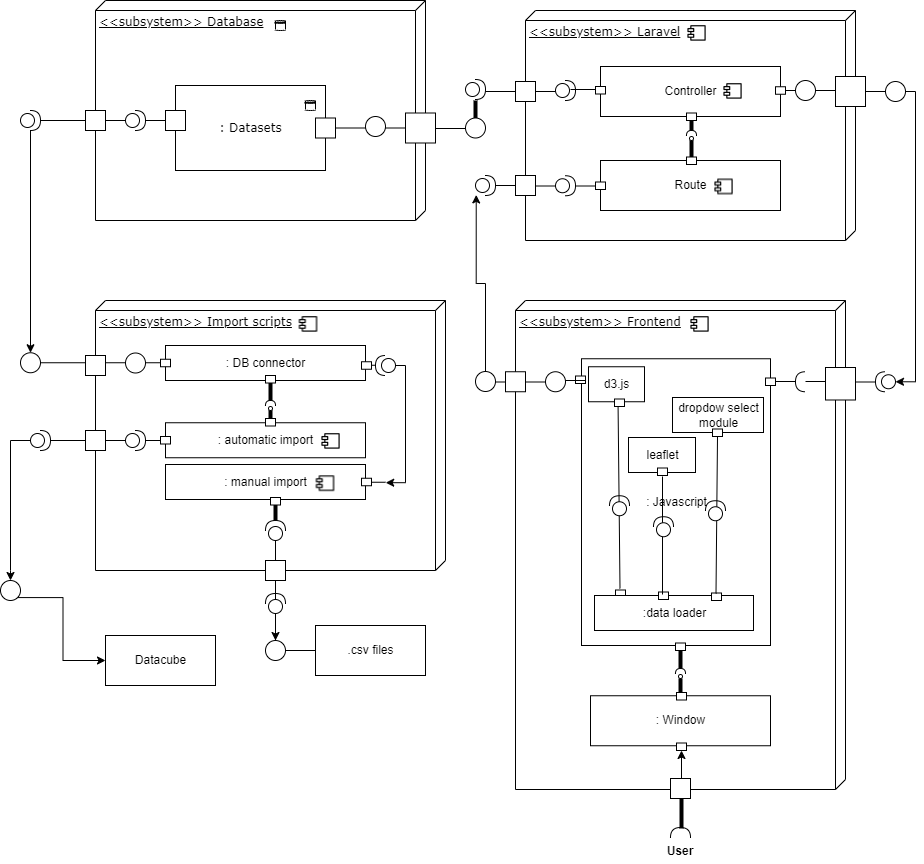 <<subsystem>> Database
: Datasets
<<subsystem>> Laravel
Controller
Route
<<subsystem>> Import scripts
: DB connector
: automatic import
: manual import
Datacube
.csv files
<<subsystem>> Frontend
d3.js
dropdow select
module
leaflet
: Javascript
:data loader
: Window
User